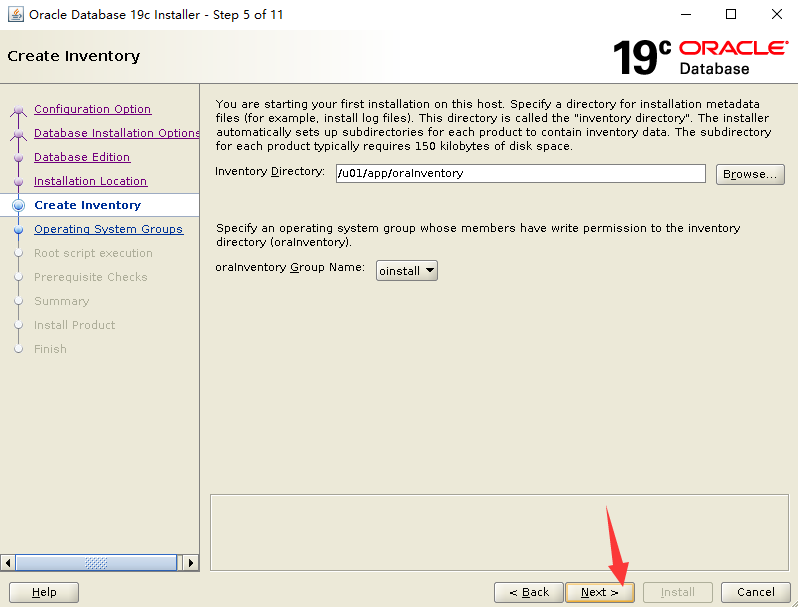 Oracle Database 19c Installer - Step 5 of 11
Create Inventory
19c ORACLE
Database
Configuration Option
Database Installation Options
Database Edition
Installation Location
Create Inventory
Operating System Groups
Root script execution
Prerequisite Checks
Summary
Install Product
Finish
You are starting your first installation on this host. Specify a directory for installation metadata
files (for example, install log files). This directory is called the "inventory directory". The installer
automatically sets up subdirectories for each product to contain inventory data. The subdirectory
for each product typically requires 150 kilobytes of disk space.
Inventory Directory: /u01/app/oraInventory Browse...
Specify an operating system group whose members have write permission to the inventory
directory (oraInventory).
oraInventory Group Name: oinstall
Help < Back Next > Install Cancel